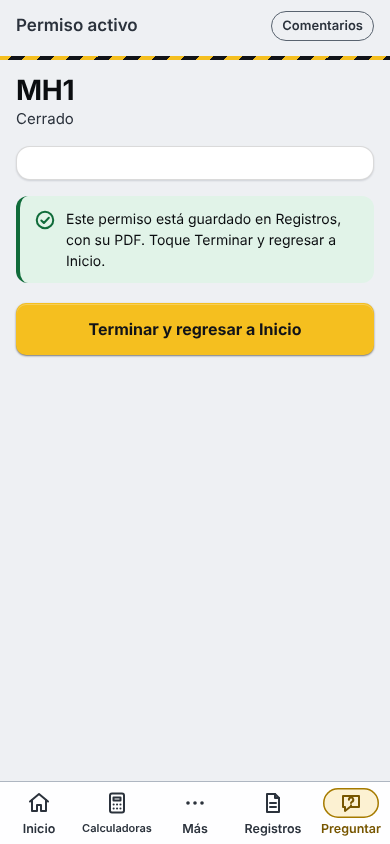 Permiso activo
Comentarios
MH1
Cerrado
Este permiso está guardado en Registros,
con su PDF. Toque Terminar y regresar a
Inicio.
Terminar y regresar a Inicio
Inicio
Calculadoras
Más
Registros
Preguntar